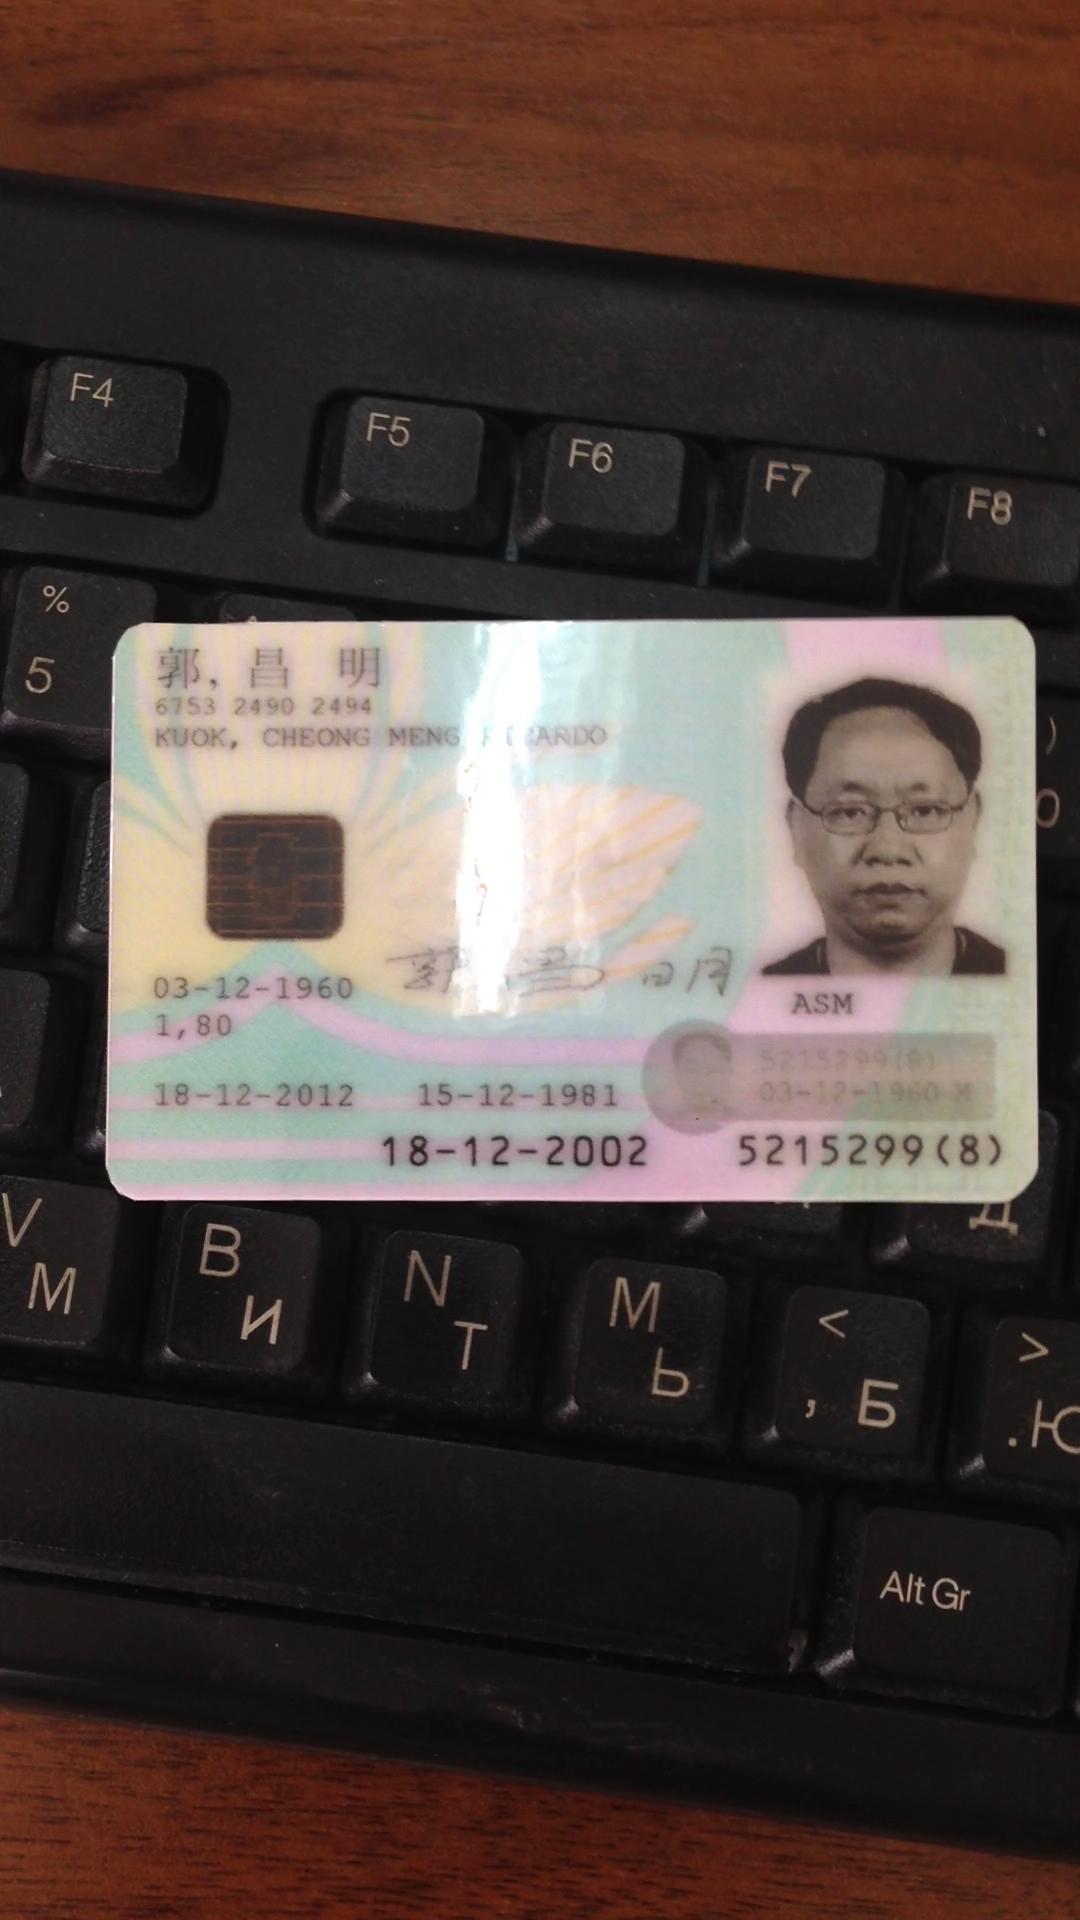 F4
F5
F6
F7
F8
%
5
)
0
郭, 昌 明
6753 2490 2494
KUOK, CHEONG MENG RICARDO
03-12-1960
1,80
ASM
5215299(8)
03-12-1960 M
18-12-2012 15-12-1981
18-12-2002 5215299(8)
Д
V
М
B
И
N
Т
M
Ь
<
, Б
>
.Ю
Alt Gr